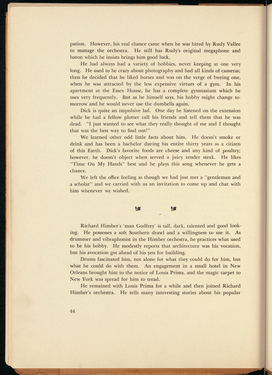 pation. However, his real chance came when he was hired by Rudy Vallee
to manage the orchestra. He still has Rudy's original megaphone and
baton which he insists brings him good luck.
He had always had a variety of hobbies, never keeping at one very
long. He used to be crazy about photography and had all kinds of cameras;
then he decided that he liked horses and was on the verge of buying one,
when he was attracted by the less expensive virtues of a gym. In his
apartment at the Essex House, he has a complete gymnasium which he
uses very frequently. But as he himself says, his hobby might change to-
morrow and he would never use the dumbells again.
Dick is quite an impulsive lad. One day he listened on the extension
while he had a fellow platter call his friends and tell them that he was
dead. "I just wanted to see what they really thought of me and I thought
that was the best way to find out!"
We learned other odd little facts about him. He doesn't smoke or
drink and has been a bachelor during his entire thirty years as a citizen
of this Earth. Dick's favorite foods are cheese and any kind of poultry;
however, he doesn't object when served a juicy tender steak. He likes
"Time On My Hands" best and he plays this song whenever he gets a
chance.
We left the office feeling as though we had just met a "gentleman and
a scholar" and we carried with us an invitation to come up and chat with
him whenever we wished.
Richard Himber's 'man Godfrey' is tall, dark, talented and good look-
ing. He possesses a soft Southern drawl and a willingness to use it. As
drummer and vibraphonist in the Himber orchestra, he practices what used
to be his hobby. He modestly reports that architecture was his vocation,
but his avocation got ahead of his yen for building.
Drums fascinated him, not alone for what they could do for him, but
what he could do with them. An engagement in a small hotel in New
Orleans brought him to the notice of Louis Prima, and the magic carpet to
New York was spread for him to tread.
He remained with Louis Prima for a while and then joined Richard
Himber's orchestra. He tells many interesting stories about his popular
44